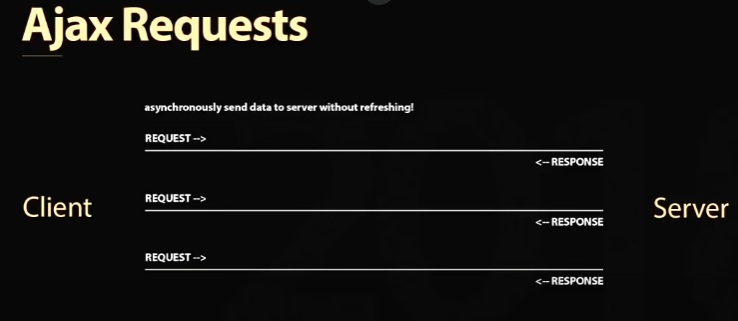 Ajax Requests
asynchronously send data to server without refreshing!
REQUEST -->
<-- RESPONSE
Client
REQUEST -->
Server
<-- RESPONSE
REQUEST -->
<-- RESPONSE